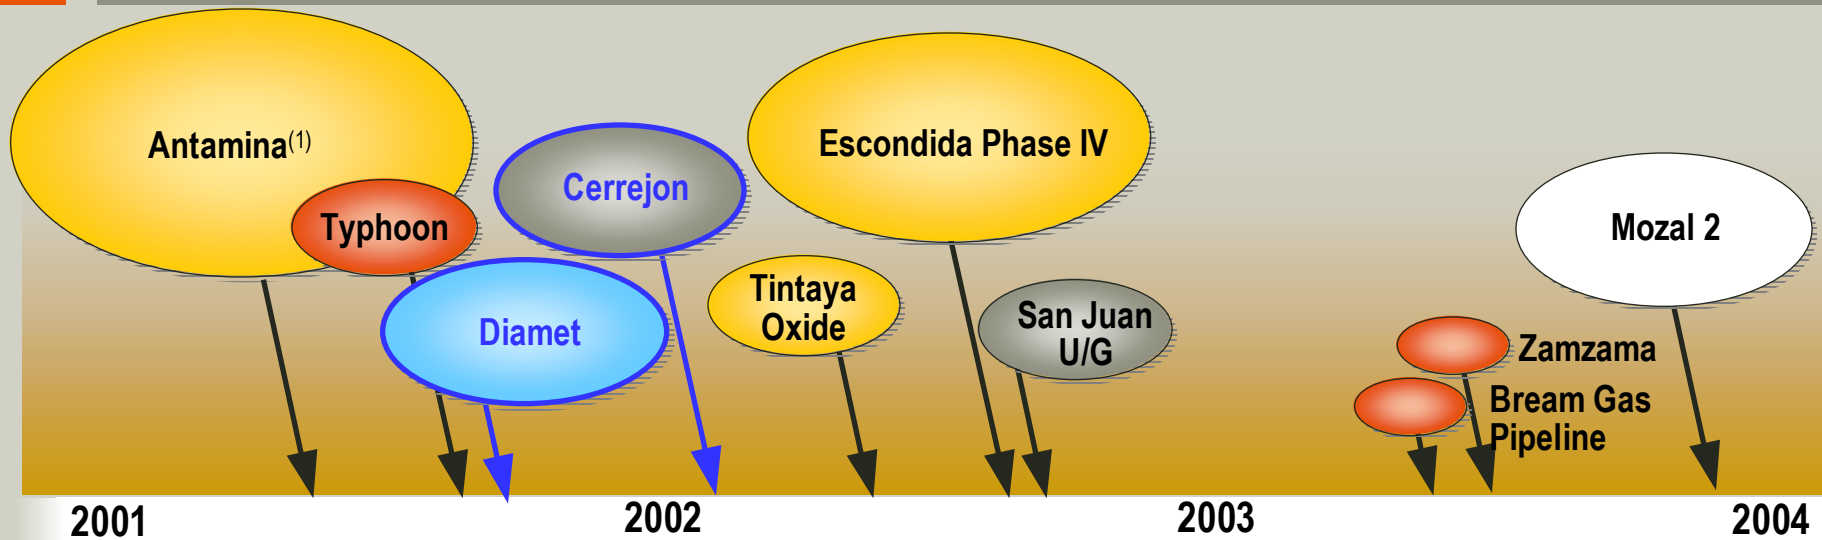 Antamina(1)
Typhoon
Cerrejon
Diamet
Escondida Phase IV
Tintaya
Oxide
San Juan
U/G
Mozal 2
Zamzama
Bream Gas
Pipeline
2001
2002
2003
2004